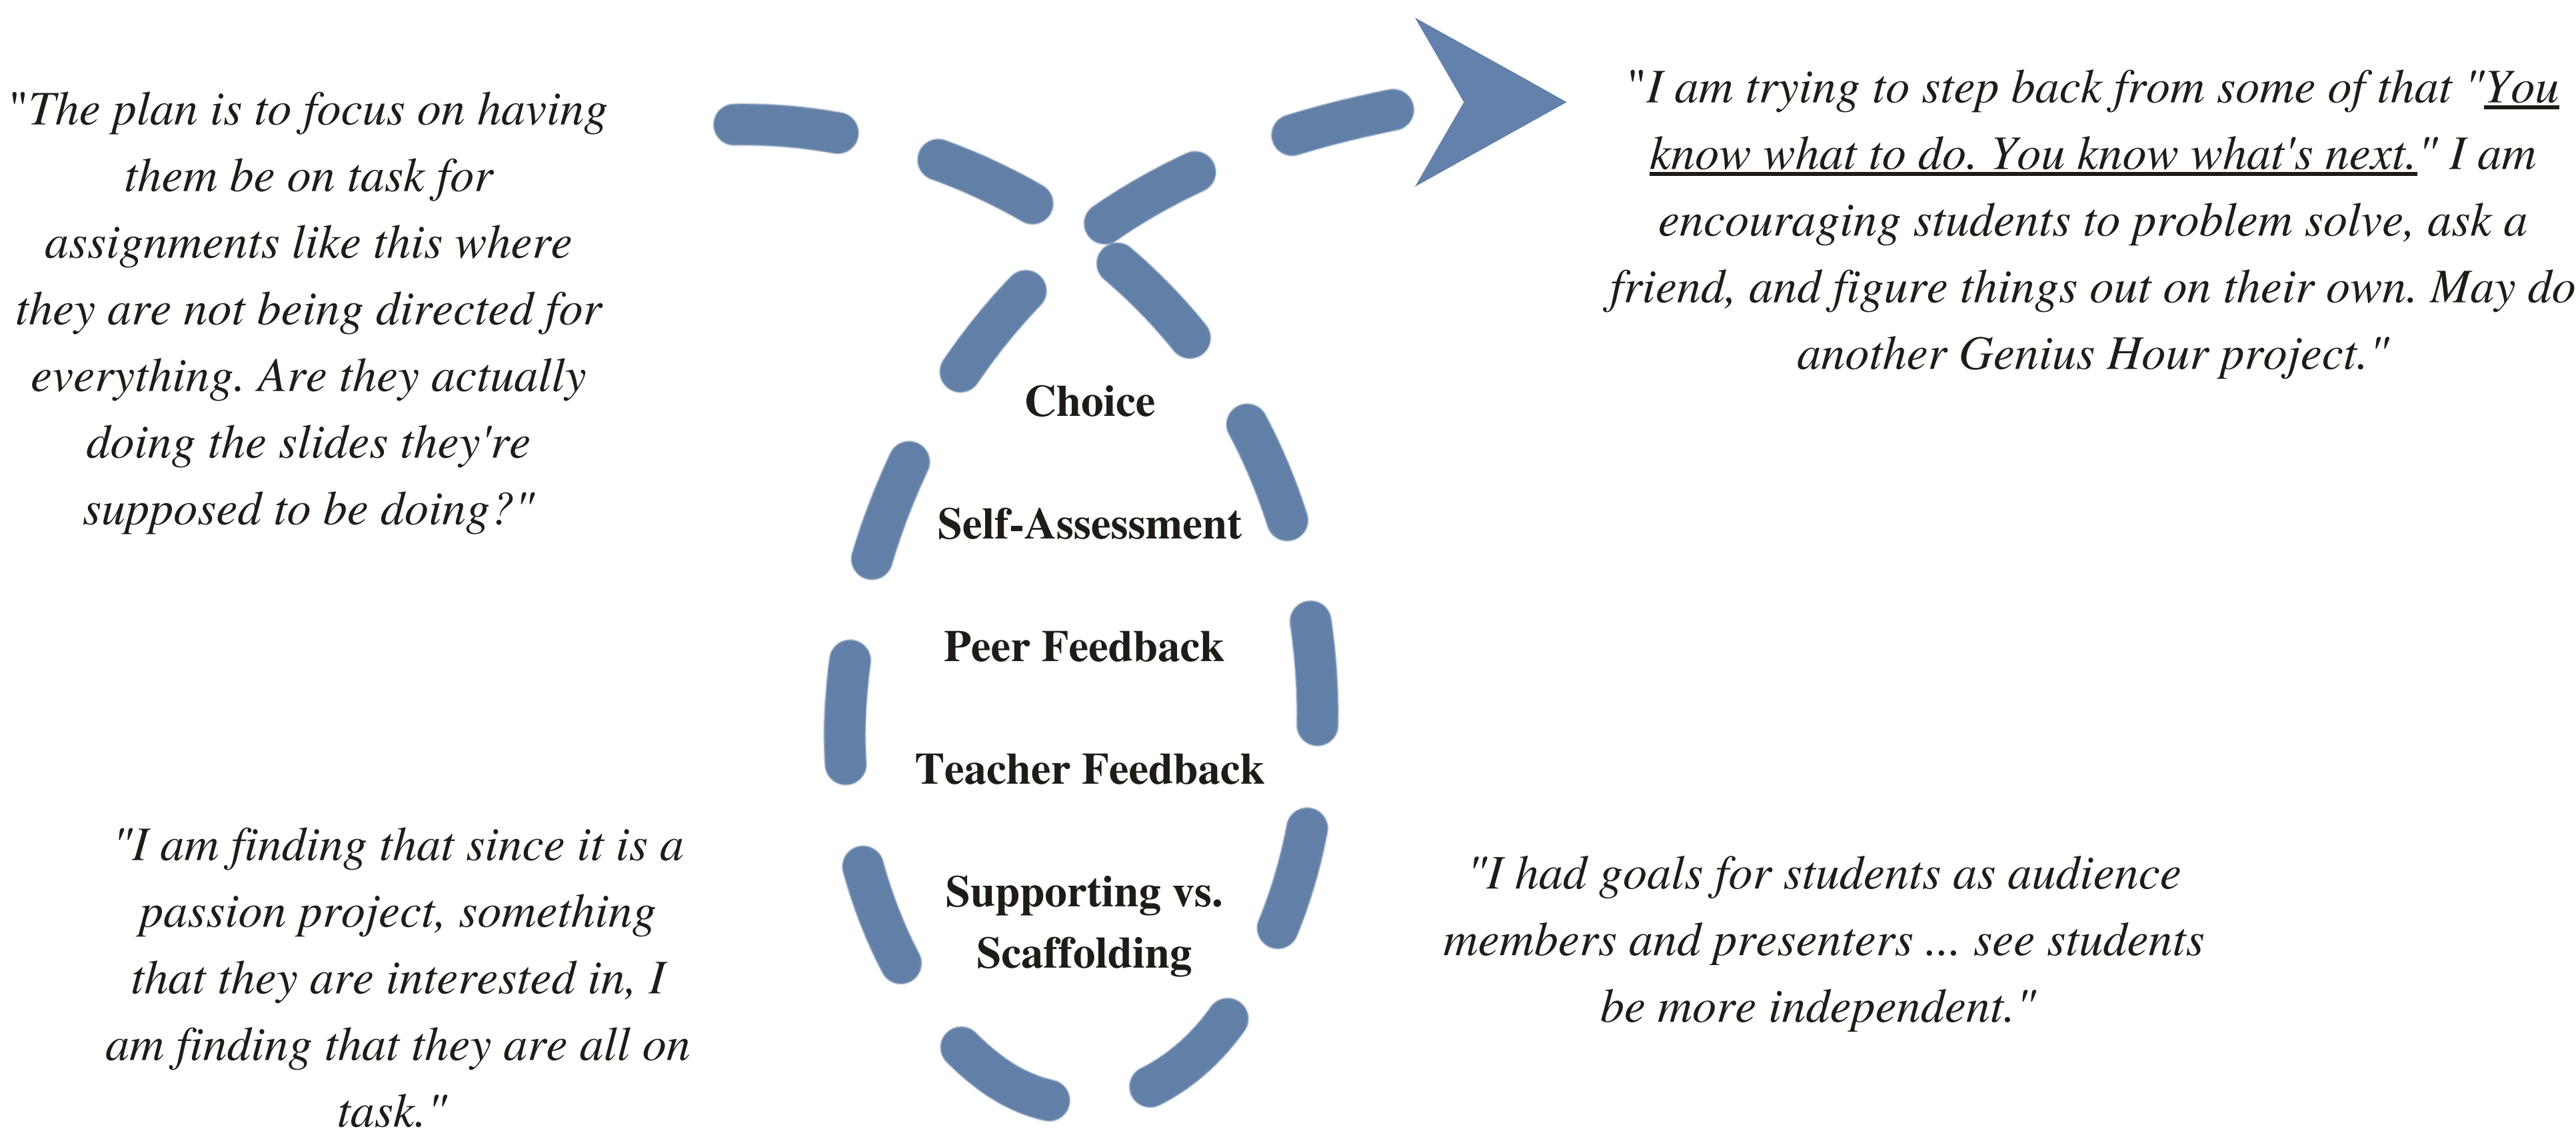 "The plan is to focus on having
them be on task for
assignments like this where
they are not being directed for
everything. Are they actually
doing the slides they're
supposed to be doing?"
"I am finding that since it is a
passion project, something
that they are interested in, I
am finding that they are all on
task."
Choice
Self-Assessment
Peer Feedback
Teacher Feedback
Supporting vs.
Scaffolding
"I am trying to step back from some of that "You
know what to do. You know what's next." I am
encouraging students to problem solve, ask a
friend, and figure things out on their own. May do
another Genius Hour project."
"I had goals for students as audience
members and presenters ... see students
be more independent."